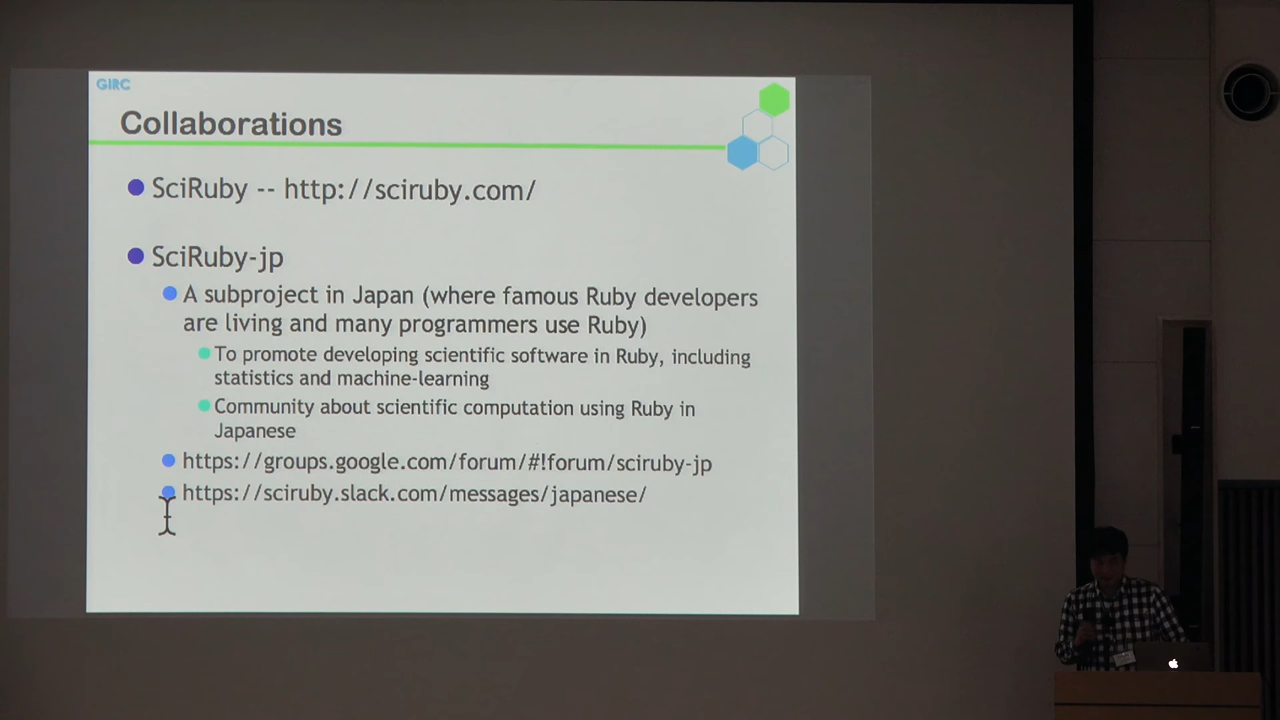 GIRC
Collaborations
SciRuby -- http://sciruby.com/
SciRuby-jp
A subproject in Japan (where famous Ruby developers
are living and many programmers use Ruby)
To promote developing scientific software in Ruby, including
statistics and machine-learning
Community about scientific computation using Ruby in
Japanese
https://groups.google.com/forum/#!forum/sciruby-jp
https://sciruby.slack.com/messages/japanese/